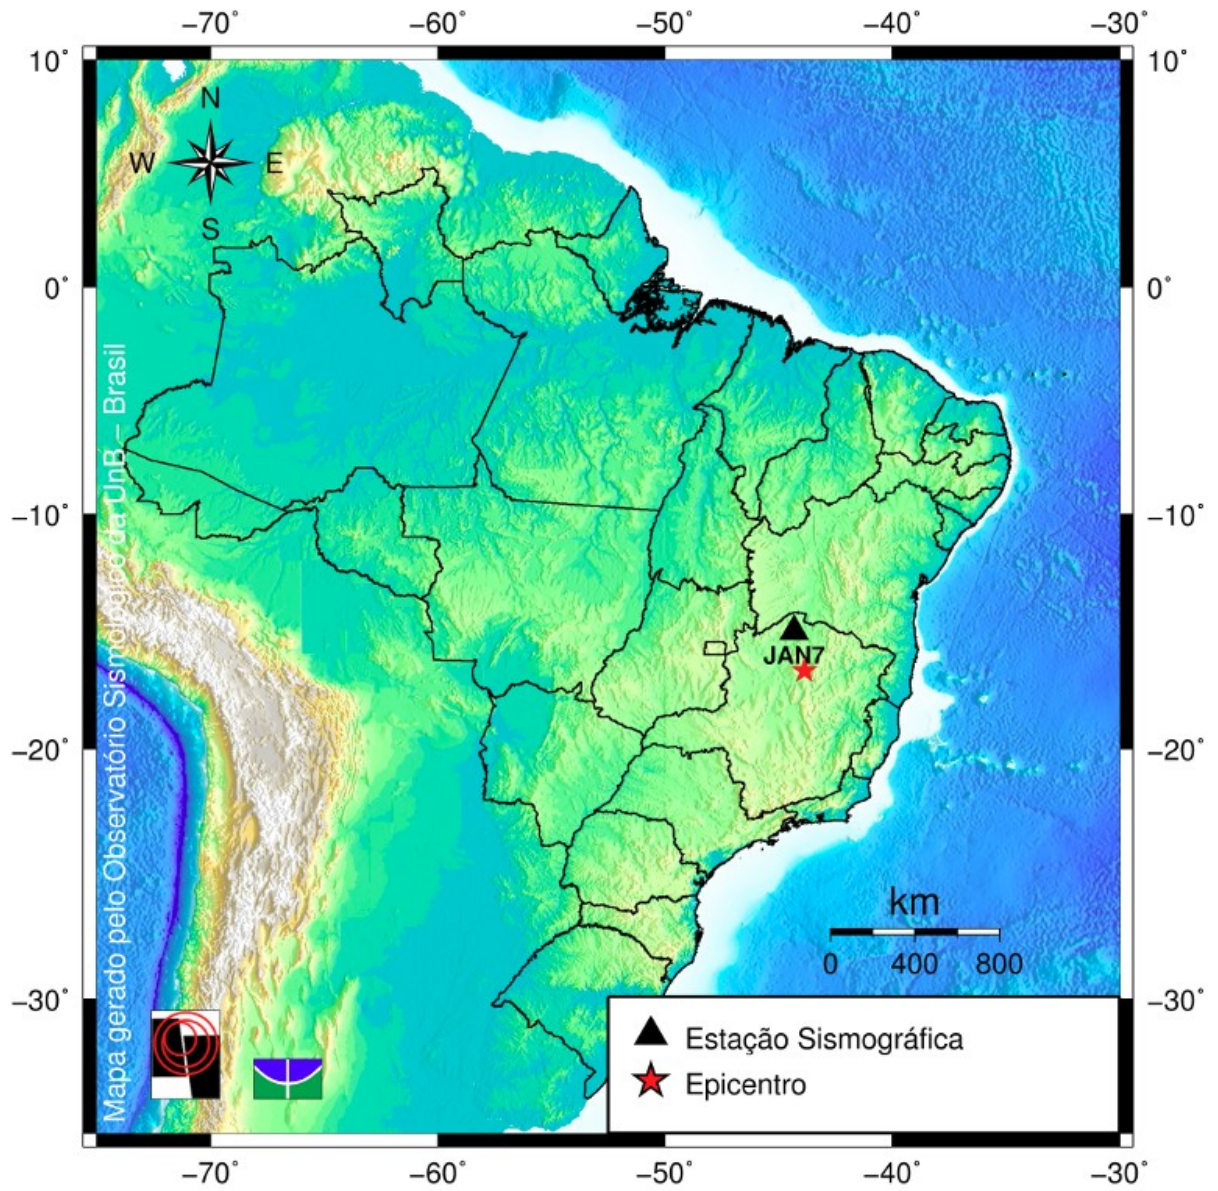 −70˚ −60˚ −50˚ −40˚ −30˚
10˚ 10˚
N
W E
S
0˚ 0˚
−10˚ −10˚
JAN7
−20˚ −20˚
km
0 400 800
−30˚ −30˚
Estação Sismográfica
Epicentro
Mapa gerado pelo Observatório Sismológico da UnB – Brasil
−70˚ −60˚ −50˚ −40˚ −30˚